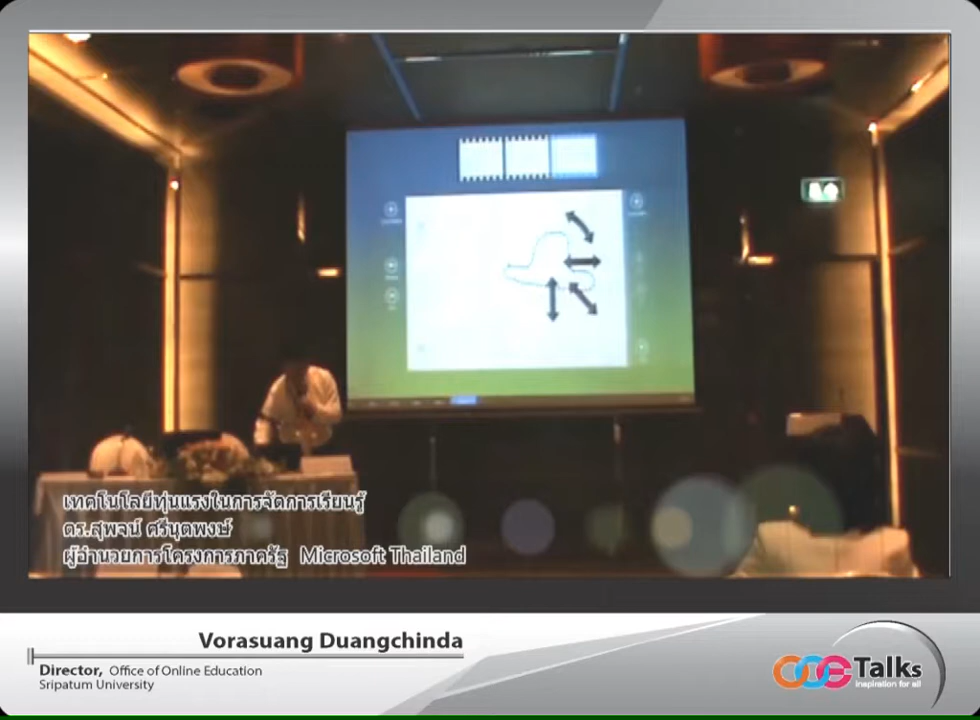 เทคโนโลยีทุ่นแรงในการจัดการเรียนรู้
ดร.สุพจน์ ศรีนุตพงษ์
ผู้อำนวยการโครงการภาครัฐ Microsoft Thailand
Vorasuang Duangchinda
Director, Office of Online Education
Sripatum University
OOE Talks
Inspiration for all